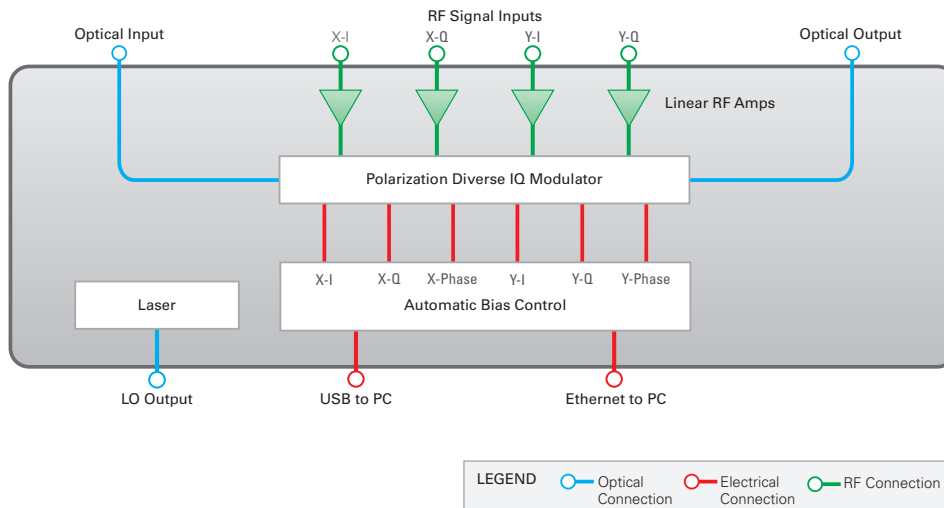 RF Signal Inputs
Optical Input
X-I
X-Q
Y-I
Y-Q
Optical Output
Linear RF Amps
Polarization Diverse IQ Modulator
X-I
X-Q
X-Phase
Y-I
Y-Q
Y-Phase
Automatic Bias Control
Laser
LO Output
USB to PC
Ethernet to PC
LEGEND
Optical
Connection
Electrical
Connection
RF Connection